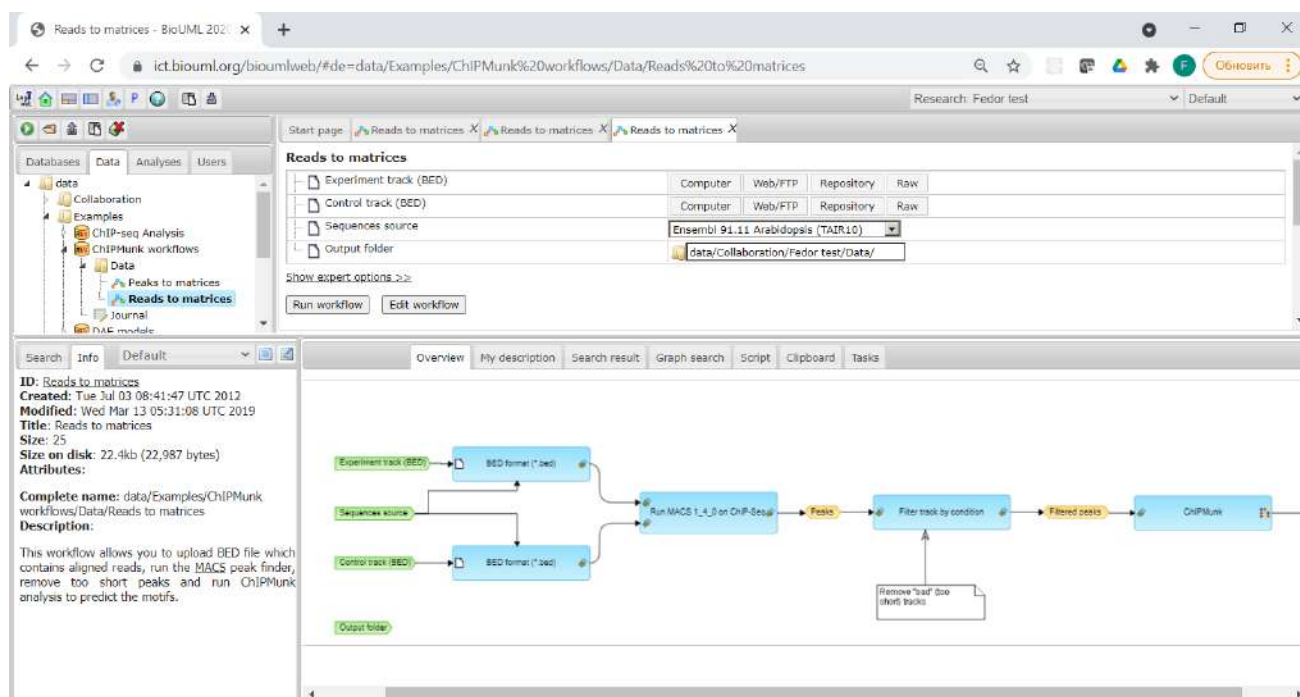 Reads to matrices - BioUML 202
ict.biouml.org/bioumlweb/#de=data/Examples/ChIPMunk%20workflows/Data/Reads%20to%20matrices
F
Обновить
Research: Fedor test
Default
Start page
Reads to matrices X
Reads to matrices X
Reads to matrices X
Databases
Data
Analyses
Users
data
Collaboration
Examples
ChIP-seq Analysis
ChIPMunk workflows
Data
Peaks to matrices
Reads to matrices
Journal
DAE models
Reads to matrices
Experiment track (BED)
Computer Web/FTP Repository Raw
Control track (BED)
Computer Web/FTP Repository Raw
Sequences source
Ensembl 91.11 Arabidopsis (TAIR10)
Output folder
data/Collaboration/Fedor test/Data/
Show expert options >>
Run workflow
Edit workflow
Search
Info
Default
ID: Reads to matrices
Created: Tue Jul 03 08:41:47 UTC 2012
Modified: Wed Mar 13 05:31:08 UTC 2019
Title: Reads to matrices
Size: 25
Size on disk: 22.4kb (22,987 bytes)
Attributes:
Complete name: data/Examples/ChIPMunk
workflows/Data/Reads to matrices
Description:
This workflow allows you to upload BED file which
contains aligned reads, run the MACS peak finder,
remove too short peaks and run ChIPMunk
analysis to predict the motifs.
Overview
My description
Search result
Graph search
Script
Clipboard
Tasks
Experiment track (BED)
BED format (*.bed)
Sequences source
Run MACS 1_4_0 on ChIP-Seq
Peaks
Filter track by condition
Filtered peaks
ChIPMunk
Control track (BED)
BED format (*.bed)
Remove "bad" (too
short) tracks
Output folder